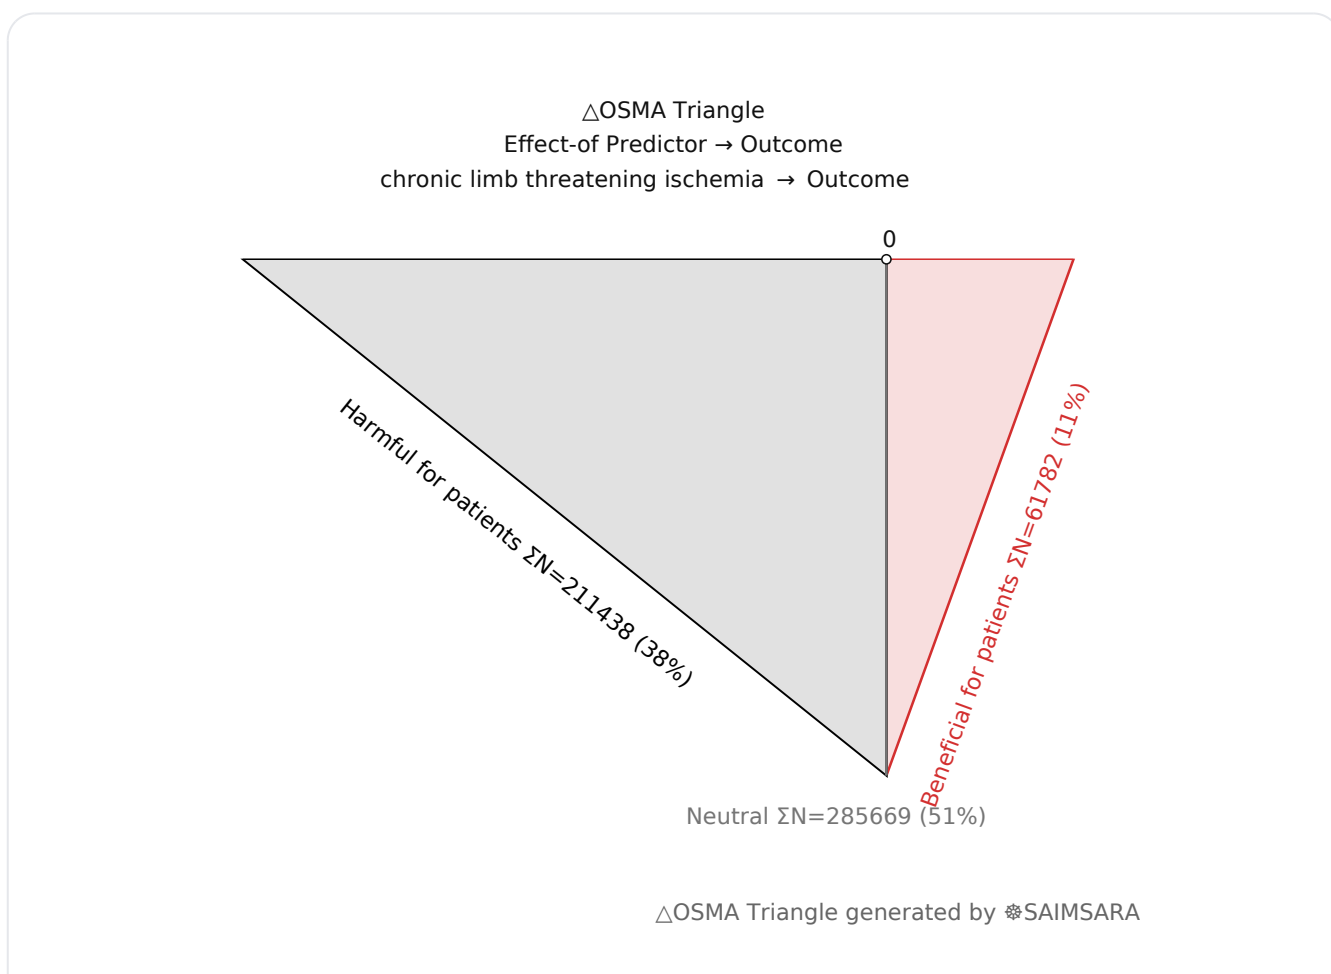 △OSMA Triangle
Effect-of Predictor → Outcome
chronic limb threatening ischemia → Outcome
0
Harmful for patients ΣN=211438 (38%)
Beneficial for patients ΣN=61782 (11%)
Neutral ΣN=285669 (51%)
△OSMA Triangle generated by ☸SAIMSARA